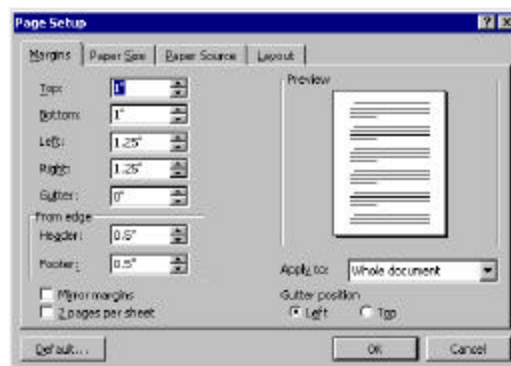 Page Setup
Margins Paper Size Paper Source Layout
Top: 1"
Bottom: 1"
Left: 1.25"
Right: 1.25"
Gutter: 0"
From edge
Header: 0.5"
Footer: 0.5"
Mirror margins
2 pages per sheet
Preview
Apply to: Whole document
Gutter position
Left Top
Default... OK Cancel